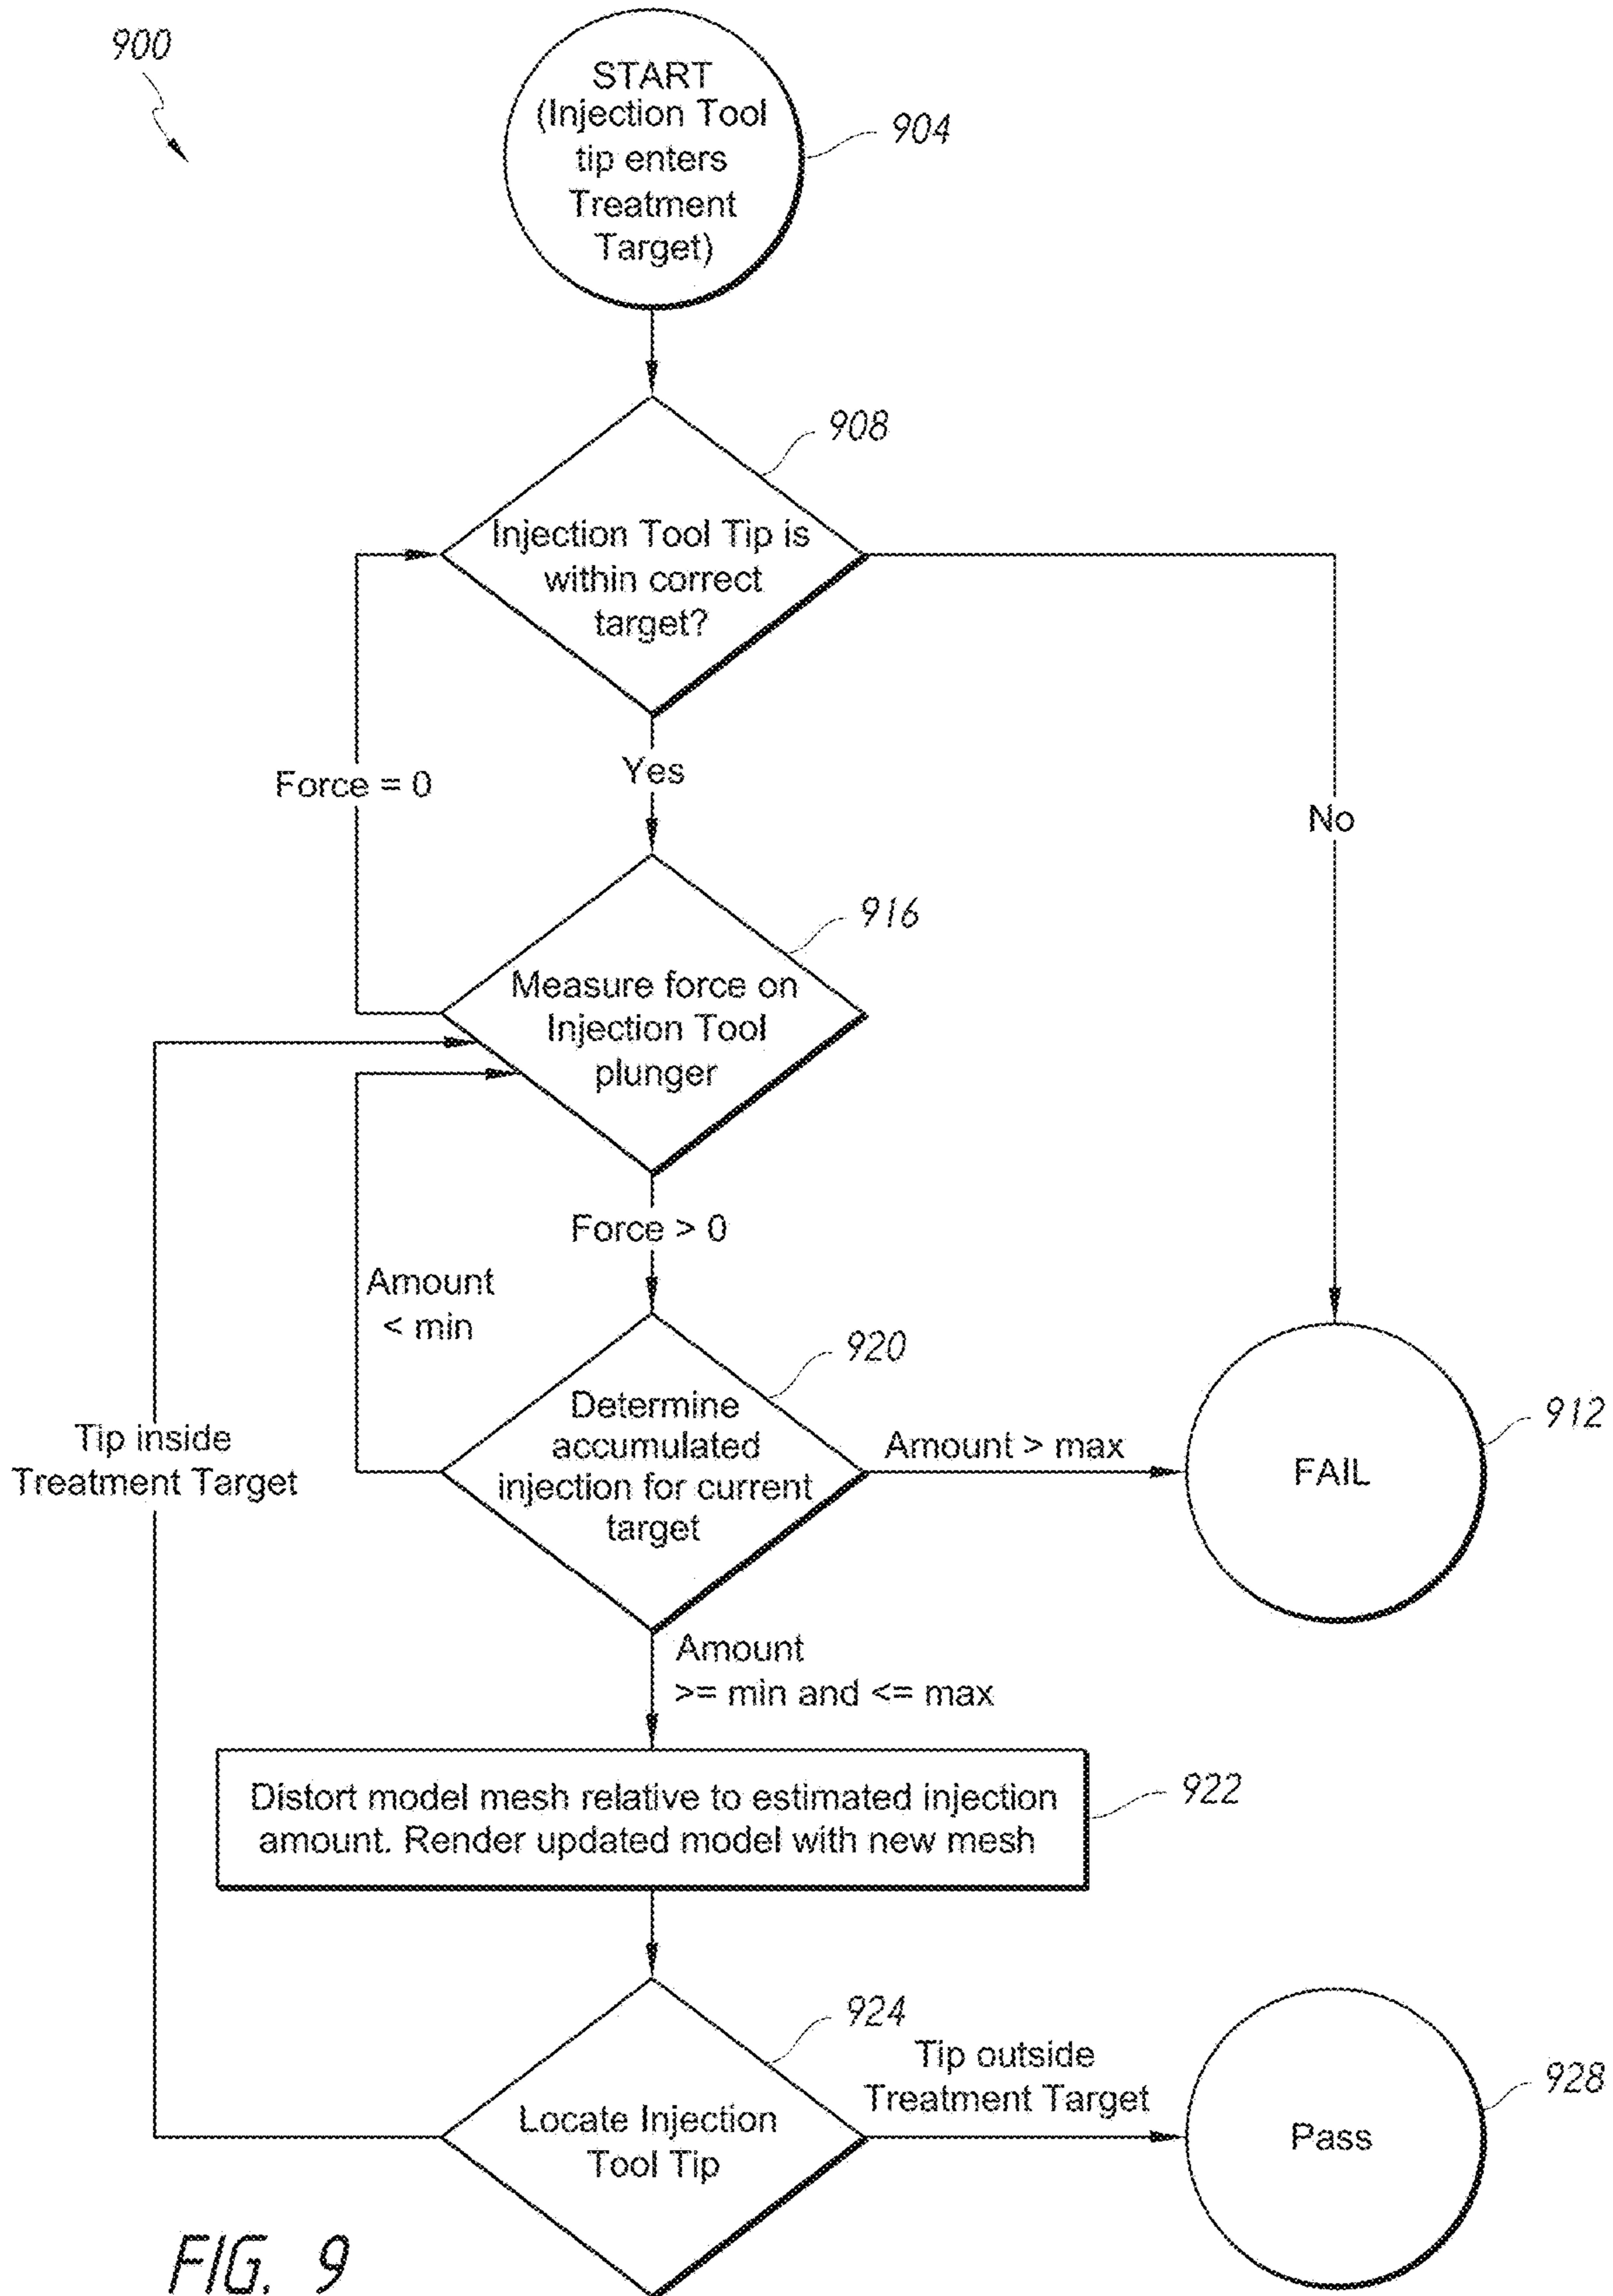 900
START
(Injection Tool
tip enters
Treatment
Target)
904
908
Injection Tool Tip is
within correct
target?
Force = 0
Yes
No
916
Measure force on
Injection Tool
plunger
Force > 0
Amount
< min
920
Determine
accumulated
injection for current
target
Amount > max
912
FAIL
Tip inside
Treatment Target
Amount
>= min and <= max
Distort model mesh relative to estimated injection
amount. Render updated model with new mesh
922
924
Locate Injection
Tool Tip
Tip outside
Treatment Target
928
Pass
FIG. 9